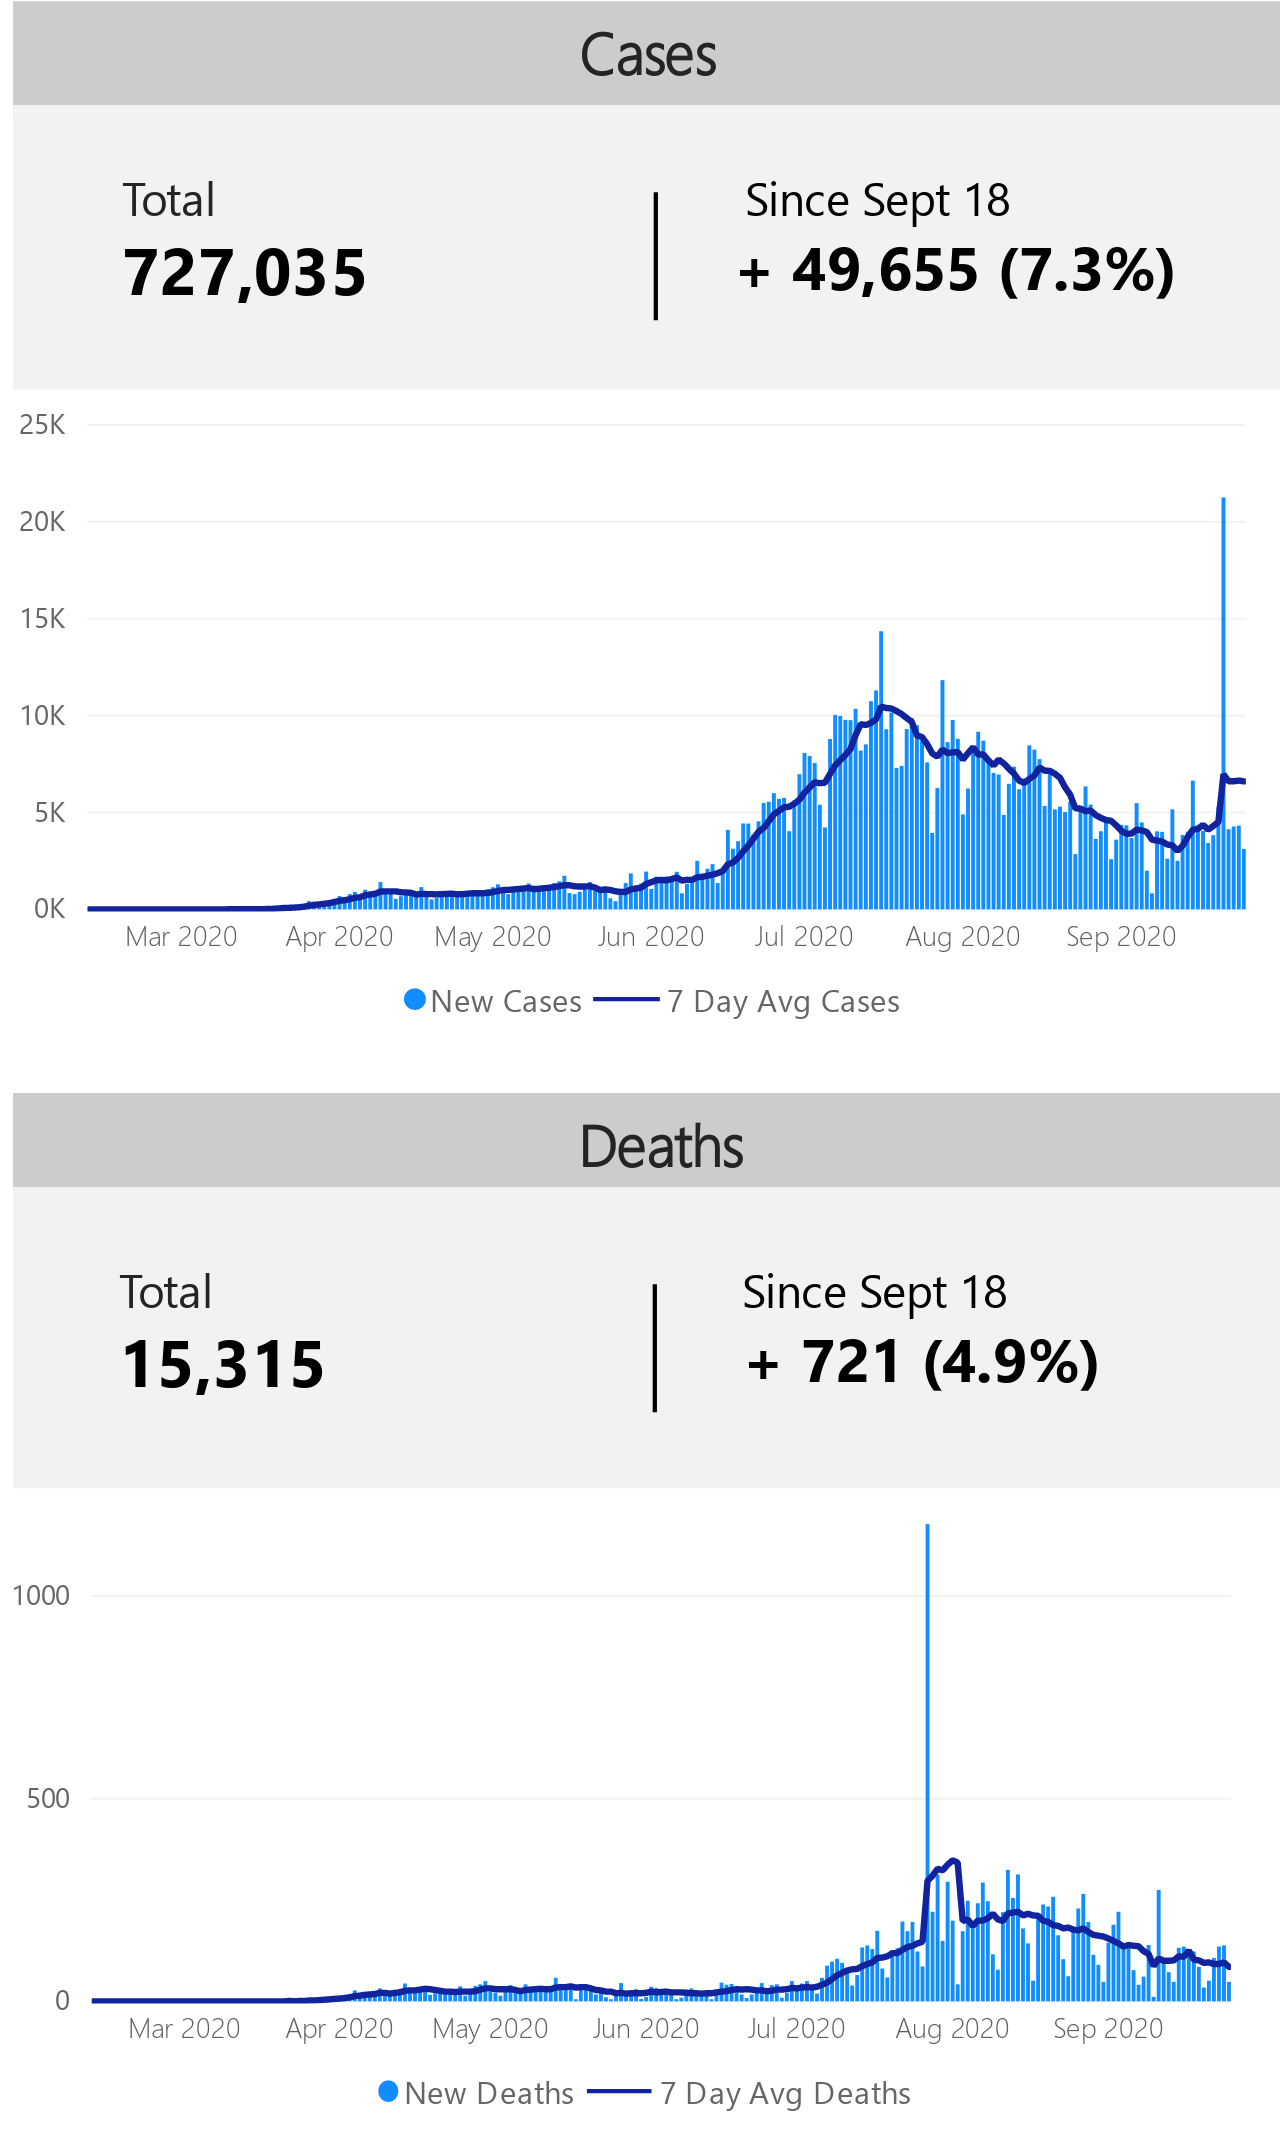 Cases
Total
Since Sept 18
727,035
+ 49,655 (7.3%)
25K
20K
15K
10K
5K
0K
Mar 2020 Apr 2020 May 2020 Jun 2020 Jul 2020 Aug 2020 Sep 2020
New Cases 7 Day Avg Cases
Deaths
Total
Since Sept 18
15,315
+ 721 (4.9%)
1000
500
0
Mar 2020 Apr 2020 May 2020 Jun 2020 Jul 2020 Aug 2020 Sep 2020
New Deaths 7 Day Avg Deaths